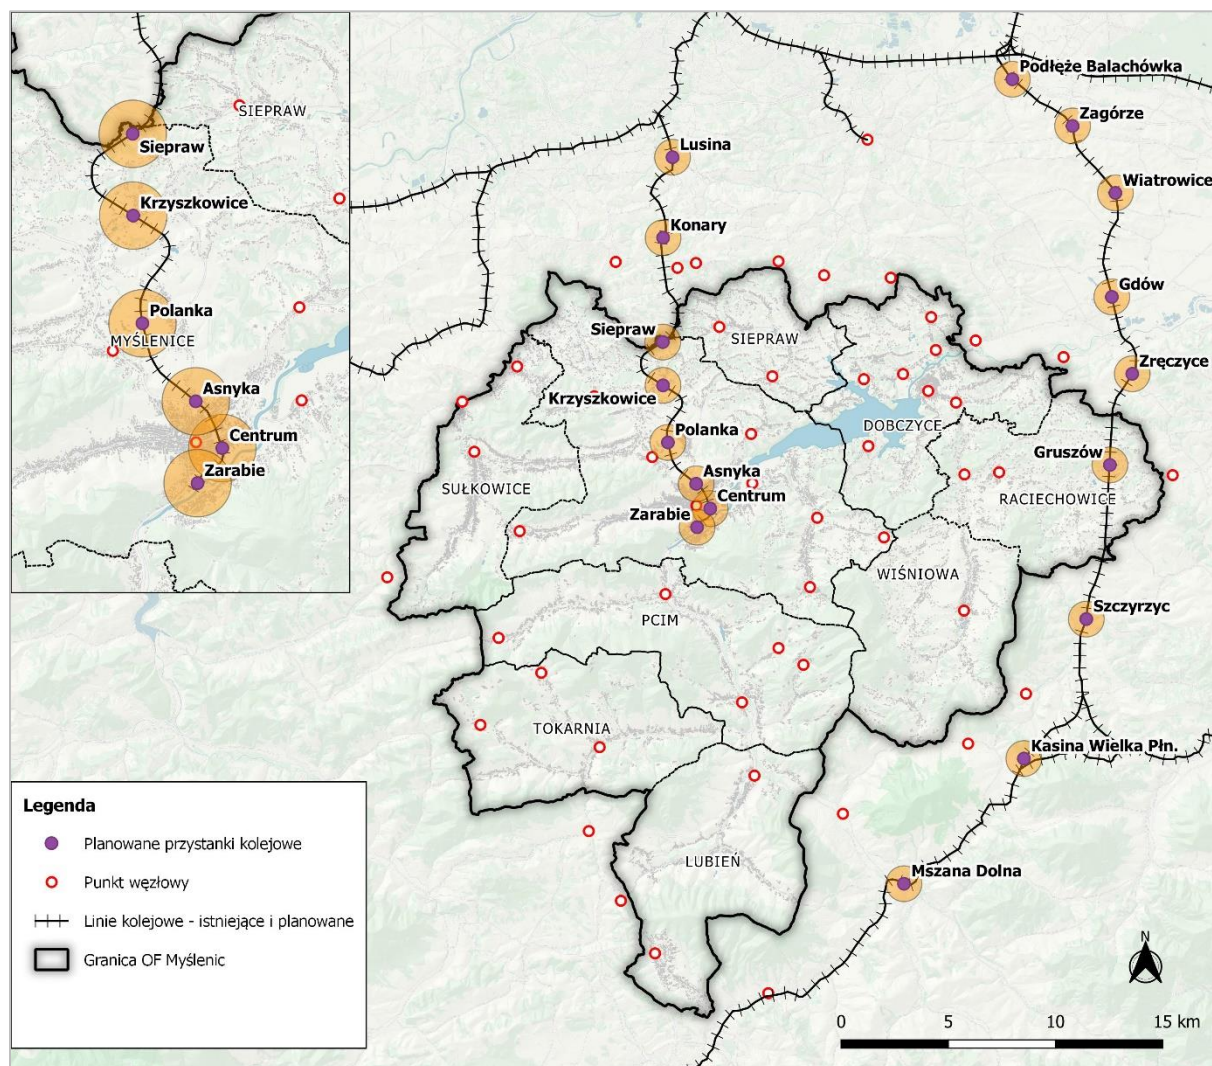 SIEPRAW
Siepraw
Krzyszkowice
Polanka
MYŚLENICE
Asnyka
Centrum
Zarabie
Podłęże Balachówka
Zagórze
Lusina
Wiatrowice
Konary
Gdów
Siepraw
SIEPRAW
Zręczyce
Krzyszkowice
DOBCZYCE
Polanka
Gruszów
Asnyka
SUŁKOWICE
RACIECHOWICE
Centrum
Zarabie
WIŚNIOWA
Szczyrzyc
PCIM
TOKARNIA
Kasina Wielka Płn.
LUBIEŃ
Mszana Dolna
Legenda
Planowane przystanki kolejowe
Punkt węzłowy
Linie kolejowe - istniejące i planowane
Granica OF Myślenic
N
0 5 10 15 km